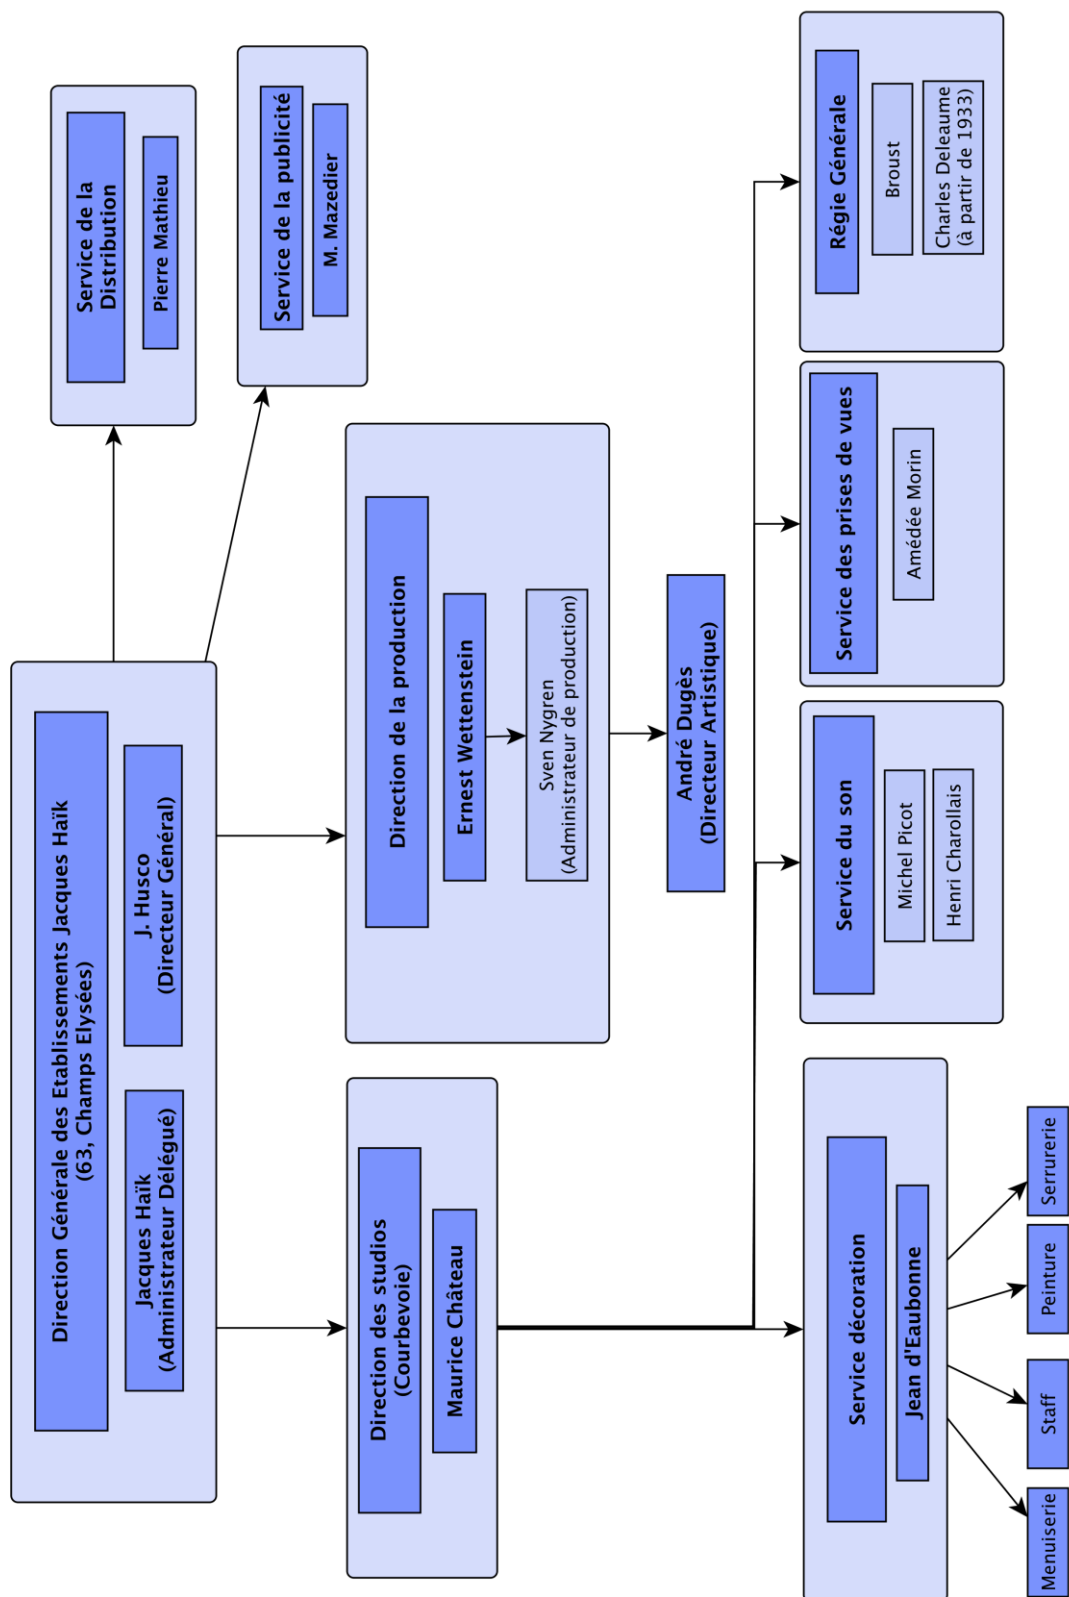 Direction Générale des Etablissements Jacques Haïk
(63, Champs Elysées)
Jacques Haïk
(Administrateur Délégué)
J. Husco
(Directeur Général)
Service de la
Distribution
Pierre Mathieu
Service de la publicité
M. Mazedier
Direction des studios
(Courbevoie)
Maurice Château
Direction de la production
Ernest Wettenstein
Sven Nygren
(Administrateur de production)
André Dugès
(Directeur Artistique)
Service décoration
Jean d'Eaubonne
Menuiserie
Staff
Peinture
Serrurerie
Service du son
Michel Picot
Henri Charollais
Service des prises de vues
Amédée Morin
Régie Générale
Broust
Charles Deleaume
(à partir de 1933)